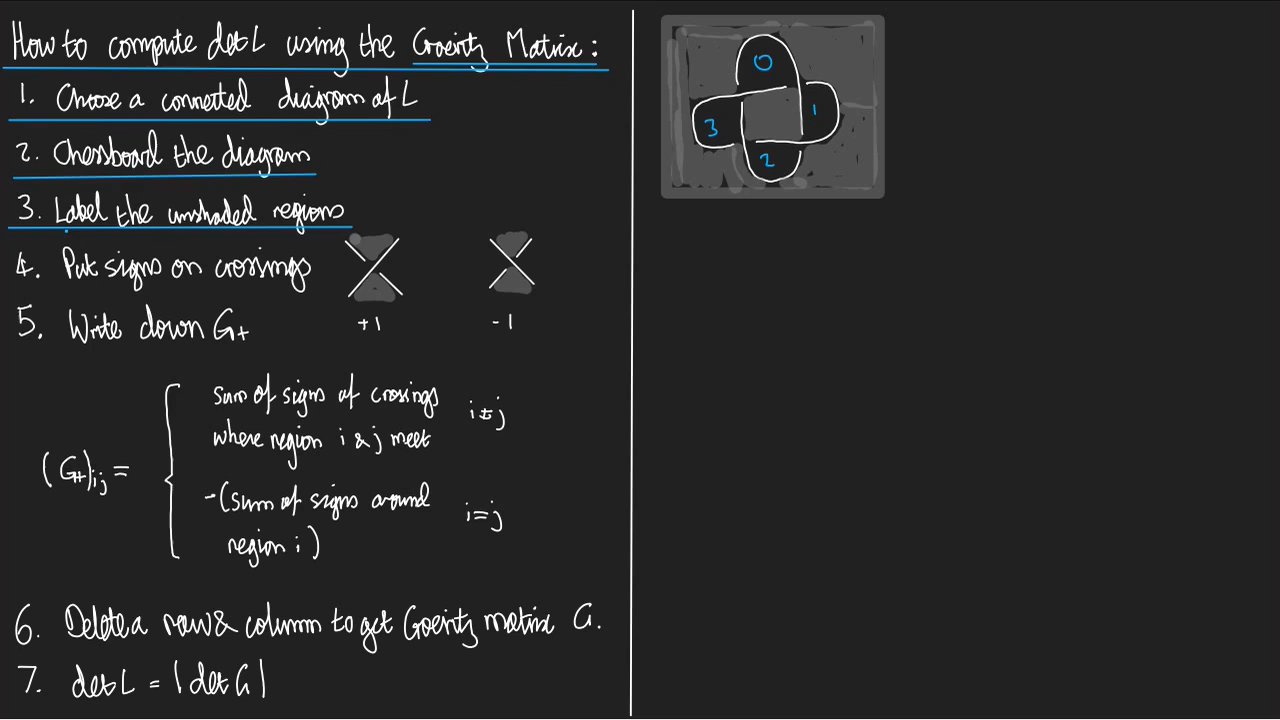 How to compute det L using the Goeritz Matrix:
1. Choose a connected diagram of L
2. Chessboard the diagram
3. Label the unshaded regions
4. Put signs on crossings
+1 -1
5. Write down G+
(G+)ij =
sum of signs of crossings
where region i & j meet
i≠j
-(sum of signs around
region i)
i=j
6. Delete a row & column to get Goeritz matrix G.
7. det L = |det G|
0
1
3
2